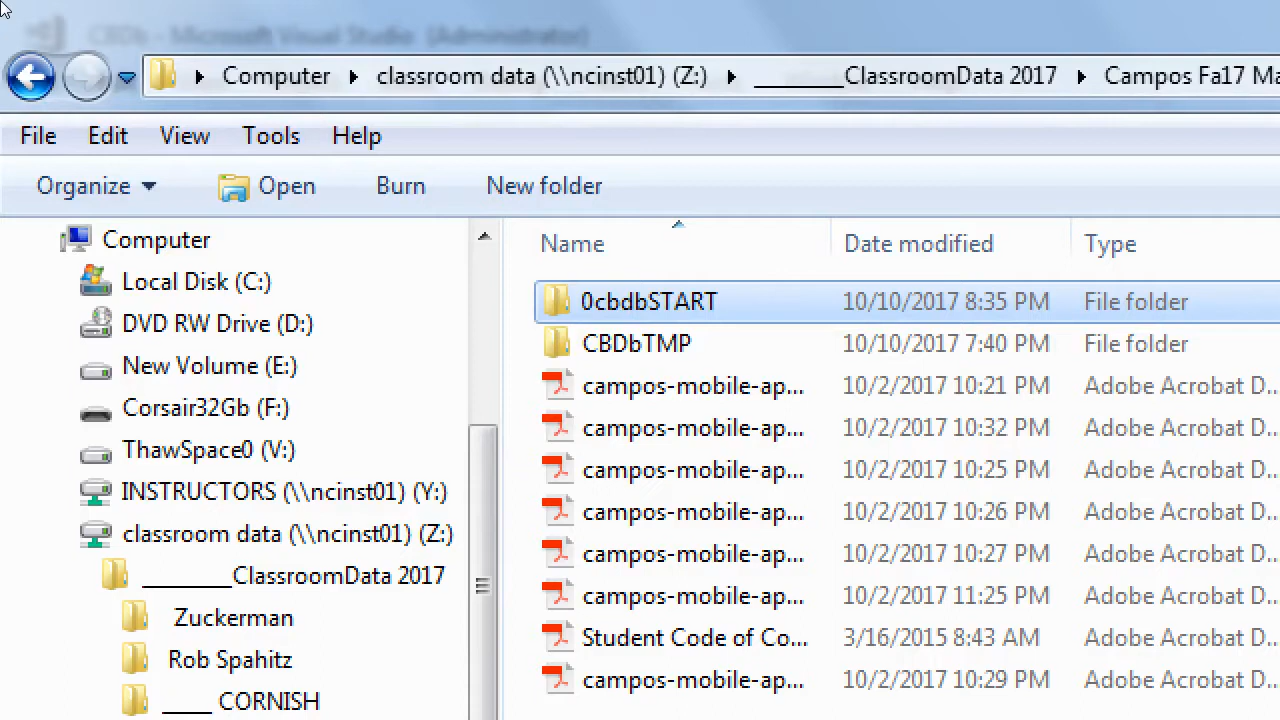 CBDb - Microsoft Visual Studio (Administrator)
Computer classroom data (\\ncinst01) (Z:) ________ClassroomData 2017 Campos Fa17 Ma
File Edit View Tools Help
Organize Open Burn New folder
Computer
Local Disk (C:)
DVD RW Drive (D:)
New Volume (E:)
Corsair32Gb (F:)
ThawSpace0 (V:)
INSTRUCTORS (\\ncinst01) (Y:)
classroom data (\\ncinst01) (Z:)
________ClassroomData 2017
Zuckerman
Rob Spahitz
____ CORNISH
Name Date modified Type
0cbdbSTART 10/10/2017 8:35 PM File folder
CBDbTMP 10/10/2017 7:40 PM File folder
campos-mobile-ap... 10/2/2017 10:21 PM Adobe Acrobat D...
campos-mobile-ap... 10/2/2017 10:32 PM Adobe Acrobat D...
campos-mobile-ap... 10/2/2017 10:25 PM Adobe Acrobat D...
campos-mobile-ap... 10/2/2017 10:26 PM Adobe Acrobat D...
campos-mobile-ap... 10/2/2017 10:27 PM Adobe Acrobat D...
campos-mobile-ap... 10/2/2017 11:25 PM Adobe Acrobat D...
Student Code of Co... 3/16/2015 8:43 AM Adobe Acrobat D...
campos-mobile-ap... 10/2/2017 10:29 PM Adobe Acrobat D...